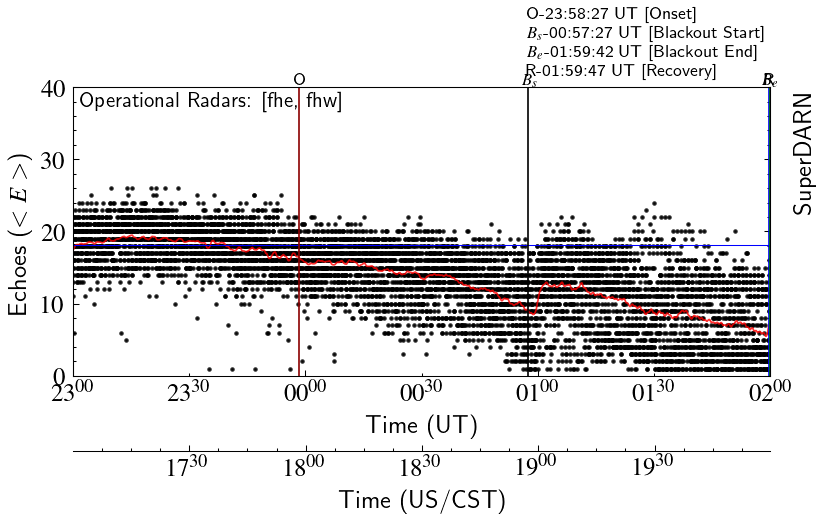 O-23:58:27 UT [Onset]
Bs-00:57:27 UT [Blackout Start]
Be-01:59:42 UT [Blackout End]
R-01:59:47 UT [Recovery]
O
Bs
Be
R
Operational Radars: [fhe, fhw]
SuperDARN
Echoes (< E >)
40
30
20
10
0
23^00 23^30 00^00 00^30 01^00 01^30 02^00
Time (UT)
17^30 18^00 18^30 19^00 19^30
Time (US/CST)